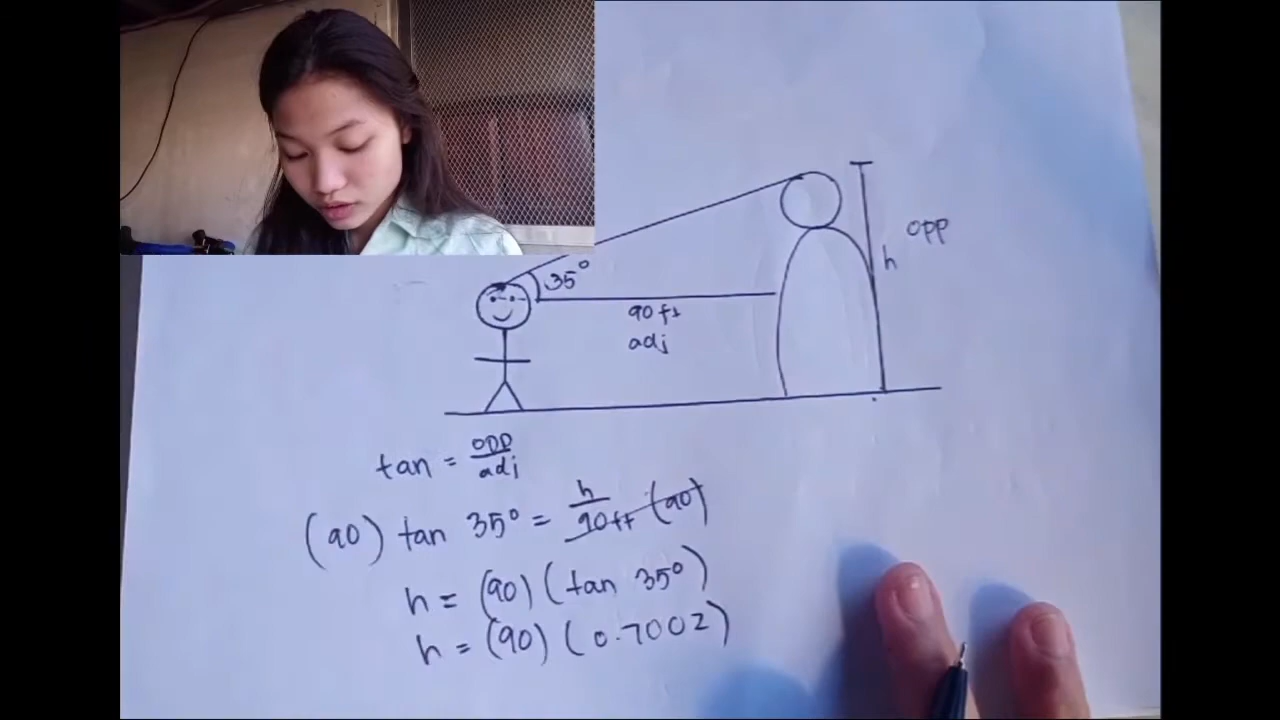 35°
OPP
h
90 ft
adj
tan = OPP/adj
(90) tan 35° = h/90ft (90)
h = (90) (tan 35°)
h = (90) (0.7002)